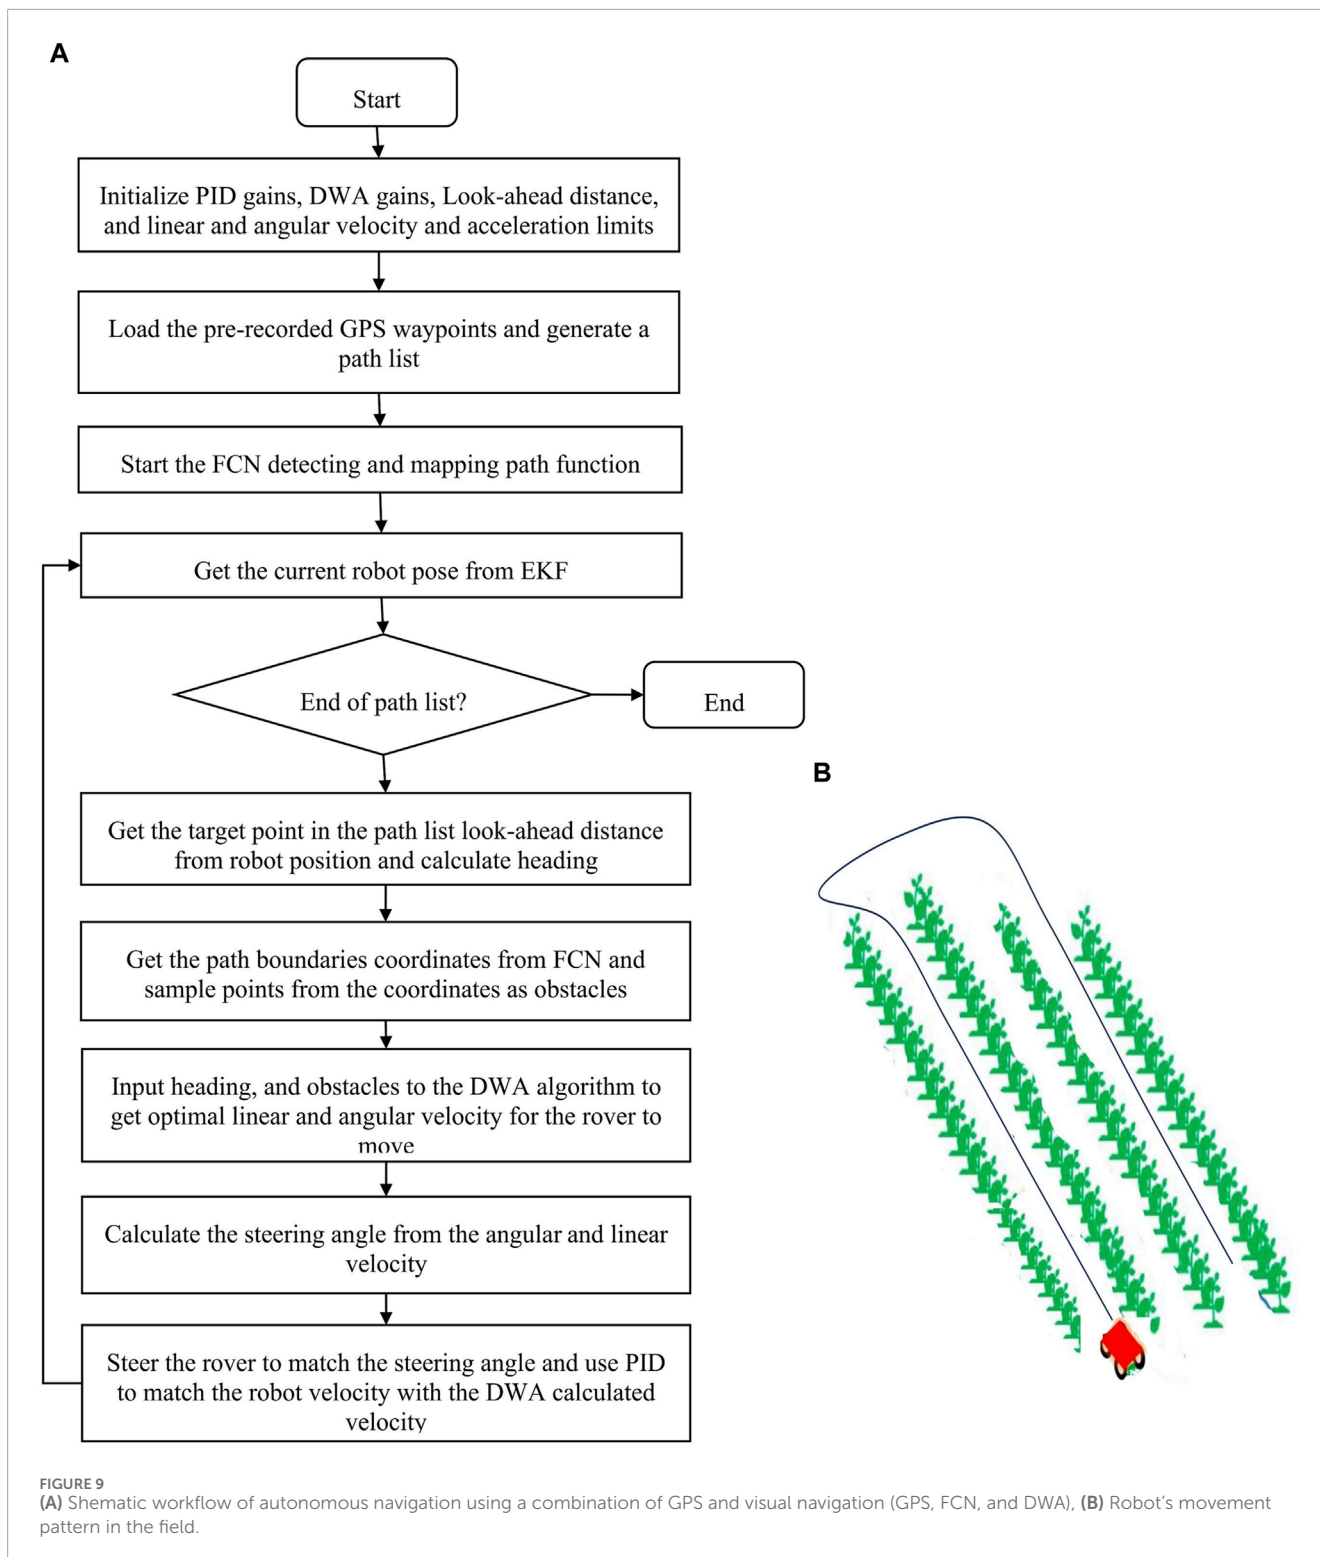 A
Start
Initialize PID gains, DWA gains, Look-ahead distance,
and linear and angular velocity and acceleration limits
Load the pre-recorded GPS waypoints and generate a
path list
Start the FCN detecting and mapping path function
Get the current robot pose from EKF
End of path list?
End
Get the target point in the path list look-ahead distance
from robot position and calculate heading
Get the path boundaries coordinates from FCN and
sample points from the coordinates as obstacles
Input heading, and obstacles to the DWA algorithm to
get optimal linear and angular velocity for the rover to
move
Calculate the steering angle from the angular and linear
velocity
Steer the rover to match the steering angle and use PID
to match the robot velocity with the DWA calculated
velocity
B
FIGURE 9
(A) Shematic workflow of autonomous navigation using a combination of GPS and visual navigation (GPS, FCN, and DWA), (B) Robot's movement
pattern in the field.